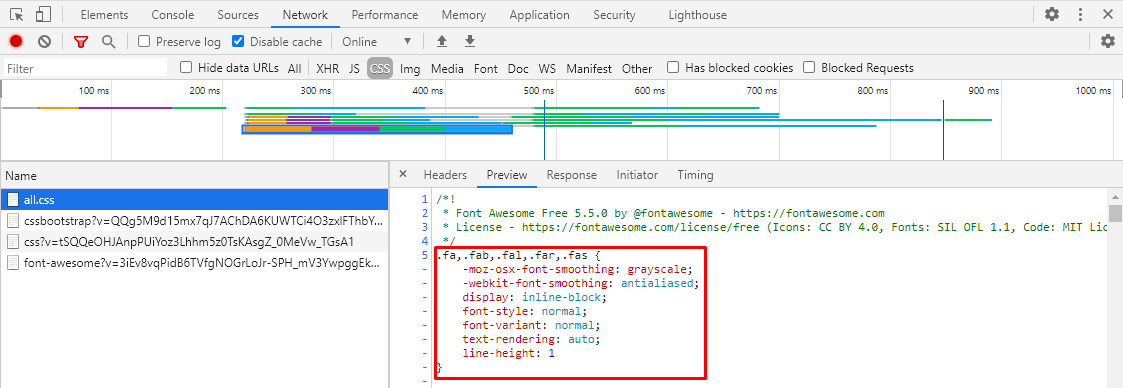 Elements Console Sources Network Performance Memory Application Security Lighthouse
Preserve log Disable cache Online
Filter Hide data URLs All XHR JS CSS Img Media Font Doc WS Manifest Other Has blocked cookies Blocked Requests
100 ms 200 ms 300 ms 400 ms 500 ms 600 ms 700 ms 800 ms 900 ms 1000 ms
Name
all.css
cssbootstrap?v=QQg5M9d15mx7qJ7AChDA6KUWTCi4O3zxlFThbY...
css?v=tSQQeOHJAnpPUiYoz3Lhhm5z0TsKAsgZ_0MeVw_TGsA1
font-awesome?v=3iEv8vqPidB6TVfgNOGrLoJr-SPH_mV3YwpggEk...
Headers Preview Response Initiator Timing
1 /*!
2 * Font Awesome Free 5.5.0 by @fontawesome - https://fontawesome.com
3 * License - https://fontawesome.com/license/free (Icons: CC BY 4.0, Fonts: SIL OFL 1.1, Code: MIT Lic
4 */
5 .fa,.fab,.fal,.far,.fas {
- -moz-osx-font-smoothing: grayscale;
- -webkit-font-smoothing: antialiased;
- display: inline-block;
- font-style: normal;
- font-variant: normal;
- text-rendering: auto;
- line-height: 1
- }
-